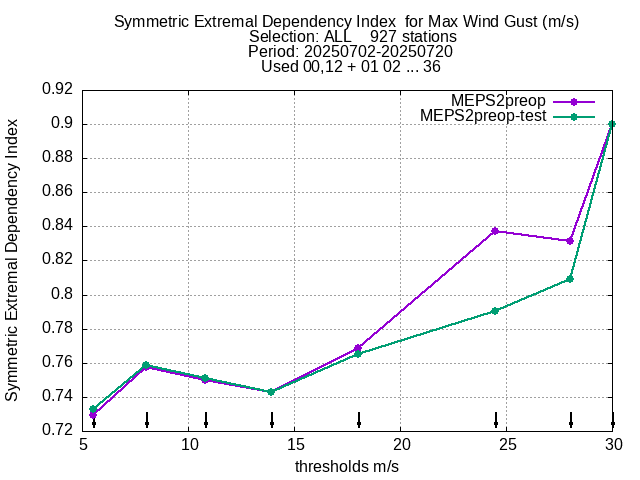 Symmetric Extremal Dependency Index  for Max Wind Gust (m/s)
Selection: ALL    927 stations
Period: 20250702-20250720
Used 00,12 + 01 02 ... 36
MEPS2preop
MEPS2preop-test
Symmetric Extremal Dependency Index
0.92
0.9
0.88
0.86
0.84
0.82
0.8
0.78
0.76
0.74
0.72
5 10 15 20 25 30
thresholds m/s